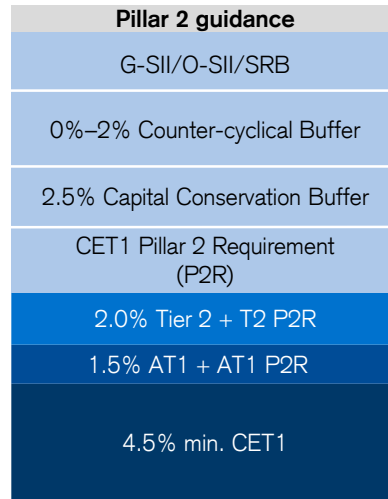 Pillar 2 guidance
G-SII/O-SII/SRB
0%–2% Counter-cyclical Buffer
2.5% Capital Conservation Buffer
CET1 Pillar 2 Requirement
(P2R)
2.0% Tier 2 + T2 P2R
1.5% AT1 + AT1 P2R
4.5% min. CET1